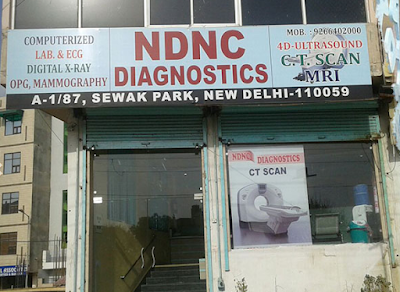 MOB. : 9266402000
COMPUTERIZED
LAB. & ECG
DIGITAL X-RAY
OPG, MAMMOGRAPHY
NDNC
DIAGNOSTICS
4D-ULTRASOUND
C.T. SCAN
MRI
A-1/87, SEWAK PARK, NEW DELHI-110059
NDNC DIAGNOSTICS
CT SCAN